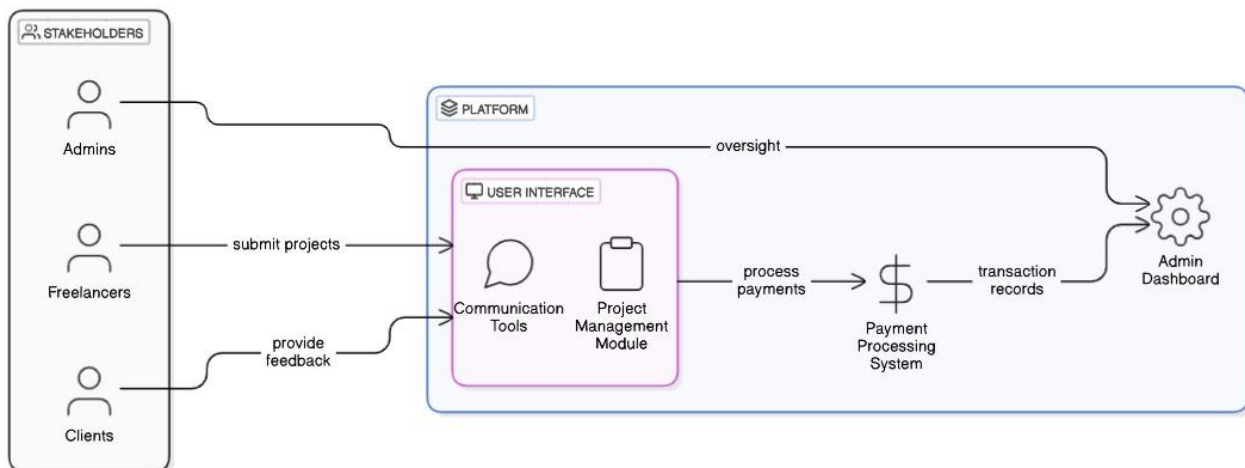 STAKEHOLDERS
Admins
Freelancers
Clients
submit projects
provide
feedback
PLATFORM
oversight
USER INTERFACE
Communication
Tools
Project
Management
Module
process
payments
Payment
Processing
System
transaction
records
Admin
Dashboard